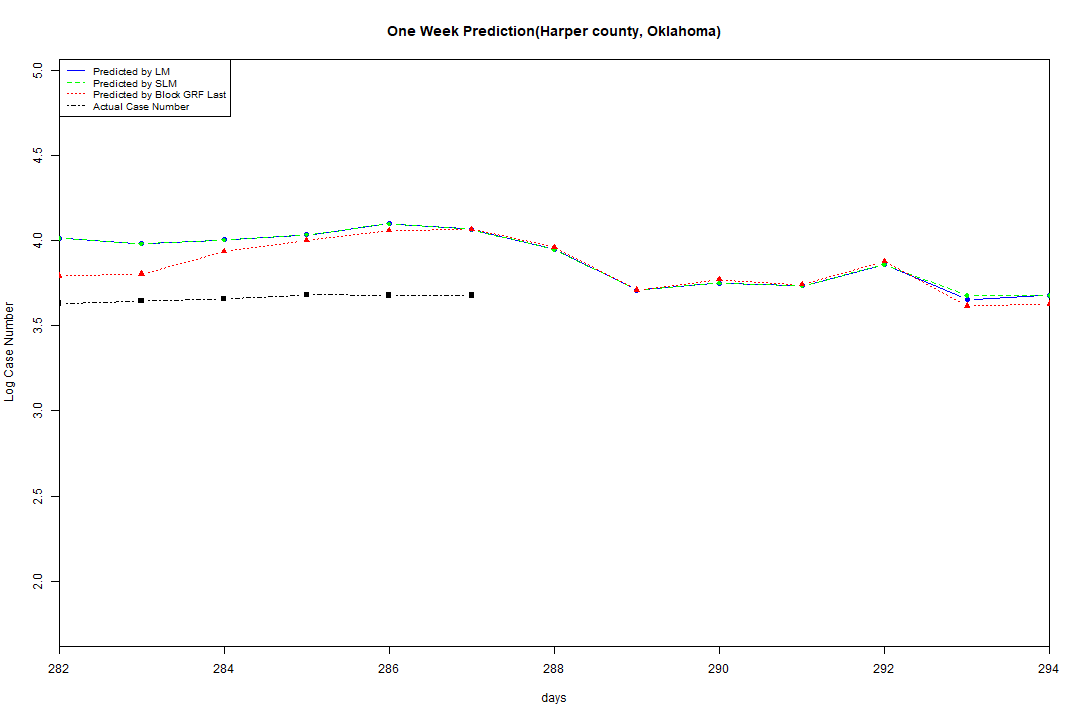 One Week Prediction(Harper county, Oklahoma)
Predicted by LM
Predicted by SLM
Predicted by Block GRF Last
Actual Case Number
5.0
4.5
4.0
3.5
3.0
2.5
2.0
Log Case Number
282 284 286 288 290 292 294
days